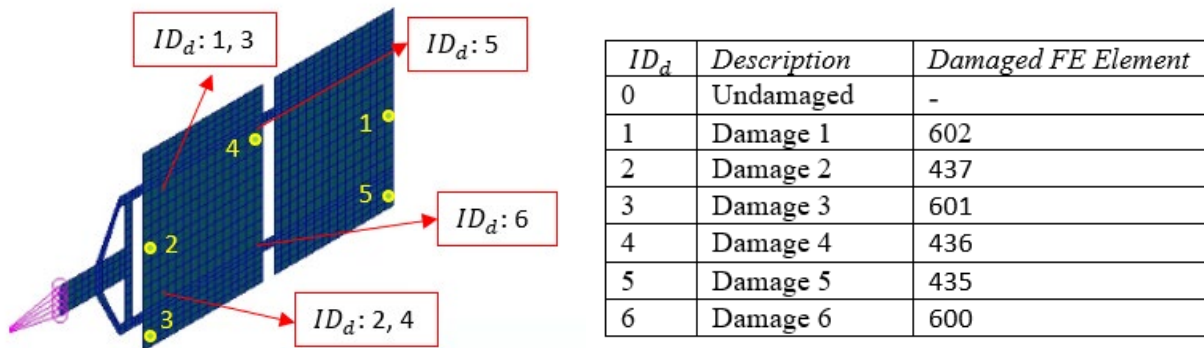 ID_d: 1, 3
ID_d: 5
1
4
5
ID_d: 6
2
3
ID_d: 2, 4
ID_d Description Damaged FE Element
0 Undamaged -
1 Damage 1 602
2 Damage 2 437
3 Damage 3 601
4 Damage 4 436
5 Damage 5 435
6 Damage 6 600